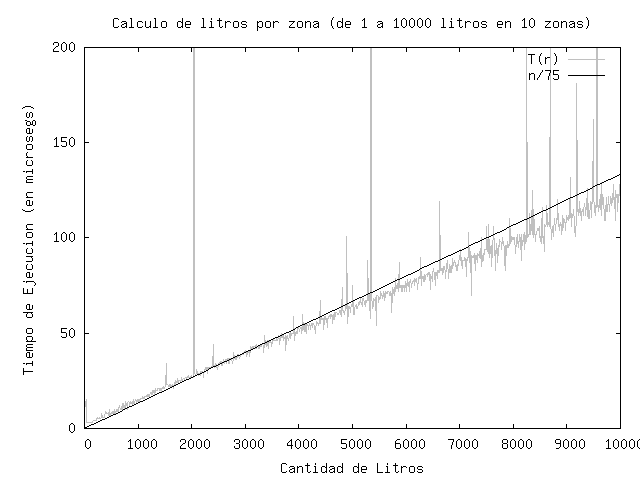 Calculo de litros por zona (de 1 a 10000 litros en 10 zonas)
T(r)
n/75
200
150
100
50
0
Tiempo de Ejecucion (en microsegs)
0 1000 2000 3000 4000 5000 6000 7000 8000 9000 1000
Cantidad de Litros